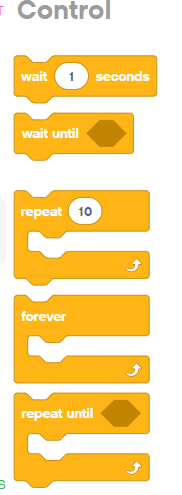 Control
wait 1 seconds
wait until
repeat 10
forever
repeat until